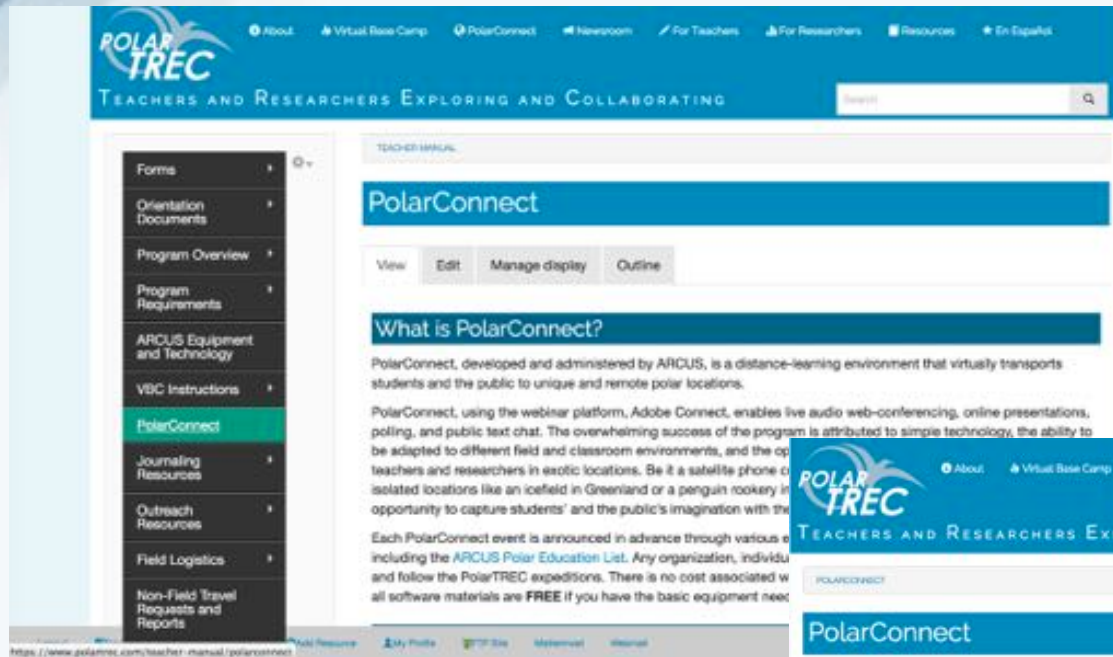 POLAR TREC
About Virtual Base Camp PolarConnect Newsroom For Teachers For Researchers Resources En Español
TEACHERS AND RESEARCHERS EXPLORING AND COLLABORATING
Search
Forms
Orientation Documents
Program Overview
Program Requirements
ARCUS Equipment and Technology
VBC Instructions
PolarConnect
Journaling Resources
Outreach Resources
Field Logistics
Non-Field Travel Requests and Reports
https://www.polartrec.com/teacher-manual/polarconnect
TEACHER MANUAL
PolarConnect
View Edit Manage display Outline
What is PolarConnect?
PolarConnect, developed and administered by ARCUS, is a distance-learning environment that virtually transports
students and the public to unique and remote polar locations.
PolarConnect, using the webinar platform, Adobe Connect, enables live audio web-conferencing, online presentations,
polling, and public text chat. The overwhelming success of the program is attributed to simple technology, the ability to
be adapted to different field and classroom environments, and the op
teachers and researchers in exotic locations. Be it a satellite phone c
isolated locations like an icefield in Greenland or a penguin rookery i
opportunity to capture students' and the public's imagination with the
Each PolarConnect event is announced in advance through various e
including the ARCUS Polar Education List. Any organization, individu
and follow the PolarTREC expeditions. There is no cost associated w
all software materials are FREE if you have the basic equipment need
Add Resource My Profile FTP Site Webmail
POLAR TREC
About Virtual Base Camp
TEACHERS AND RESEARCHERS EX
POLARCONNECT
PolarConnect